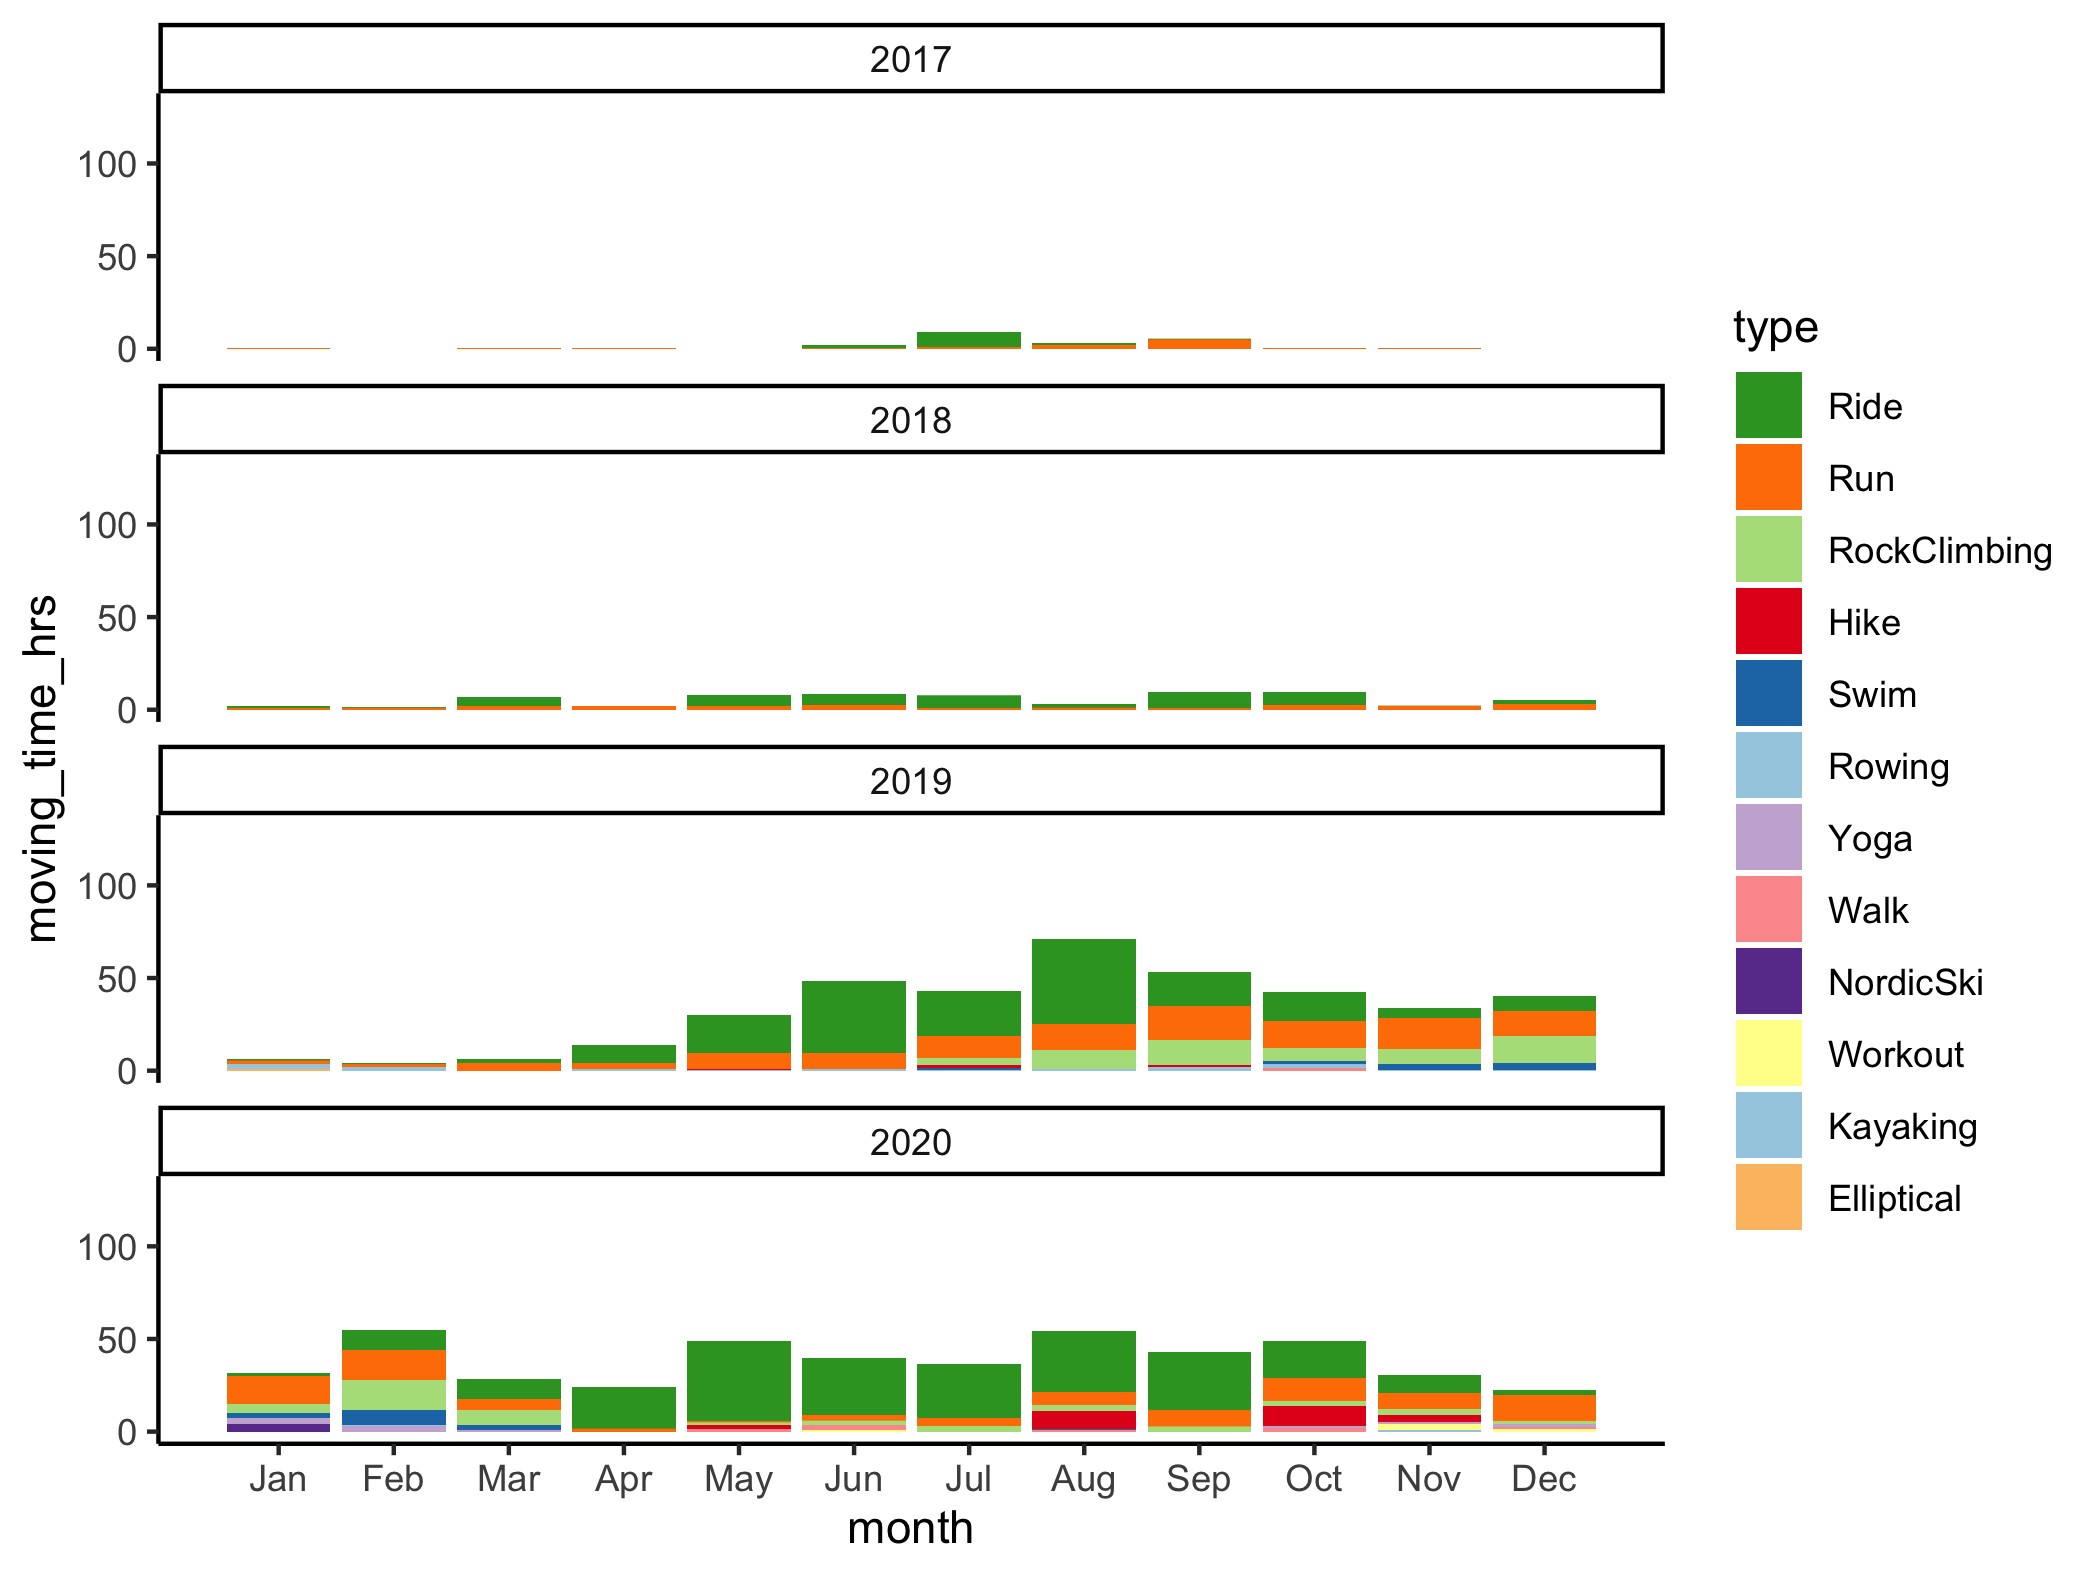 2017
100
50
0
2018
100
50
0
2019
100
50
0
2020
100
50
0
Jan Feb Mar Apr May Jun Jul Aug Sep Oct Nov Dec
month
moving_time_hrs
type
Ride
Run
RockClimbing
Hike
Swim
Rowing
Yoga
Walk
NordicSki
Workout
Kayaking
Elliptical